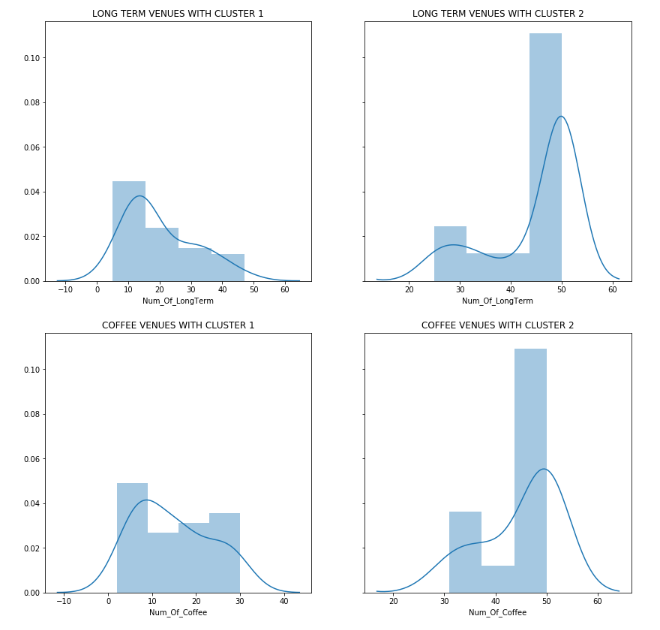 LONG TERM VENUES WITH CLUSTER 1
LONG TERM VENUES WITH CLUSTER 2
0.10
0.08
0.06
0.04
0.02
0.00
−10 0 10 20 30 40 50 60
20 30 40 50 60
Num_Of_LongTerm
Num_Of_LongTerm
COFFEE VENUES WITH CLUSTER 1
COFFEE VENUES WITH CLUSTER 2
0.10
0.08
0.06
0.04
0.02
0.00
−10 0 10 20 30 40
20 30 40 50 60
Num_Of_Coffee
Num_Of_Coffee